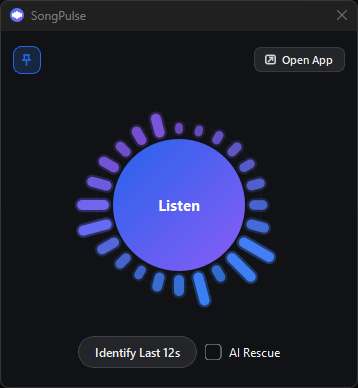 SongPulse
Open App
Listen
Identify Last 12s
AI Rescue